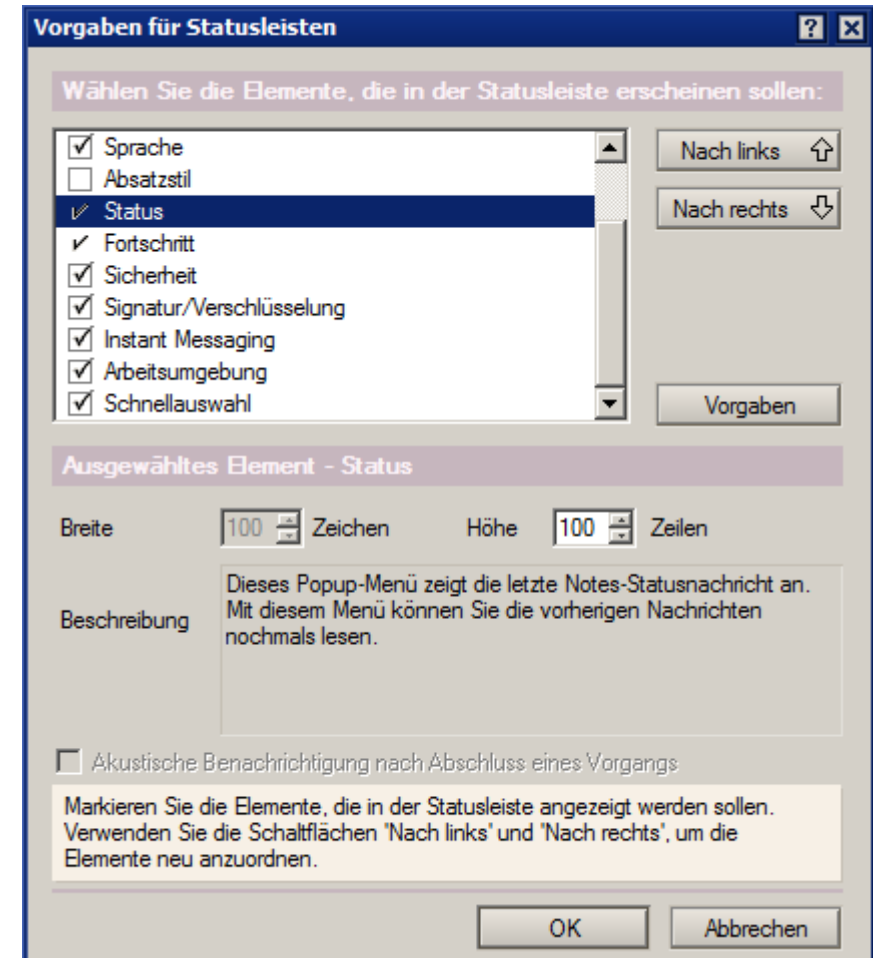 Vorgaben für Statusleisten
Wählen Sie die Elemente, die in der Statusleiste erscheinen sollen:
Sprache
Absatzstil
Status
Fortschritt
Sicherheit
Signatur/Verschlüsselung
Instant Messaging
Arbeitsumgebung
Schnellauswahl
Nach links
Nach rechts
Vorgaben
Ausgewähltes Element - Status
Breite 100 Zeichen Höhe 100 Zeilen
Beschreibung
Dieses Popup-Menü zeigt die letzte Notes-Statusnachricht an.
Mit diesem Menü können Sie die vorherigen Nachrichten
nochmals lesen.
Akustische Benachrichtigung nach Abschluss eines Vorgangs
Markieren Sie die Elemente, die in der Statusleiste angezeigt werden sollen.
Verwenden Sie die Schaltflächen 'Nach links' und 'Nach rechts', um die
Elemente neu anzuordnen.
OK Abbrechen